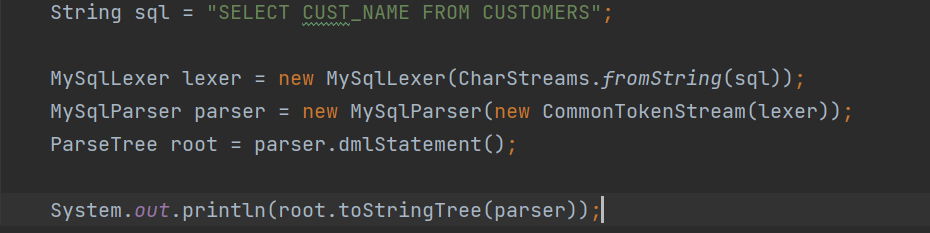 String sql = "SELECT CUST_NAME FROM CUSTOMERS";
MySqlLexer lexer = new MySqlLexer(CharStreams.fromString(sql));
MySqlParser parser = new MySqlParser(new CommonTokenStream(lexer));
ParseTree root = parser.dmlStatement();
System.out.println(root.toStringTree(parser));